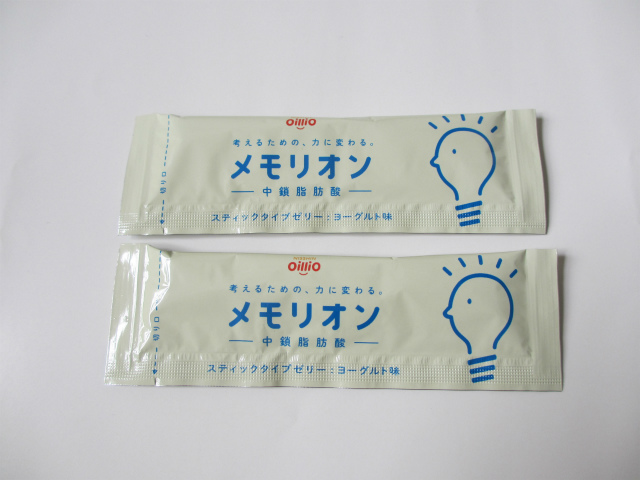 OilliO
考えるための、力に変わる。
メモリオン
中鎖脂肪酸
スティックタイプゼリー:ヨーグルト味
切り口
OilliO
考えるための、力に変わる。
メモリオン
中鎖脂肪酸
スティックタイプゼリー:ヨーグルト味
切り口